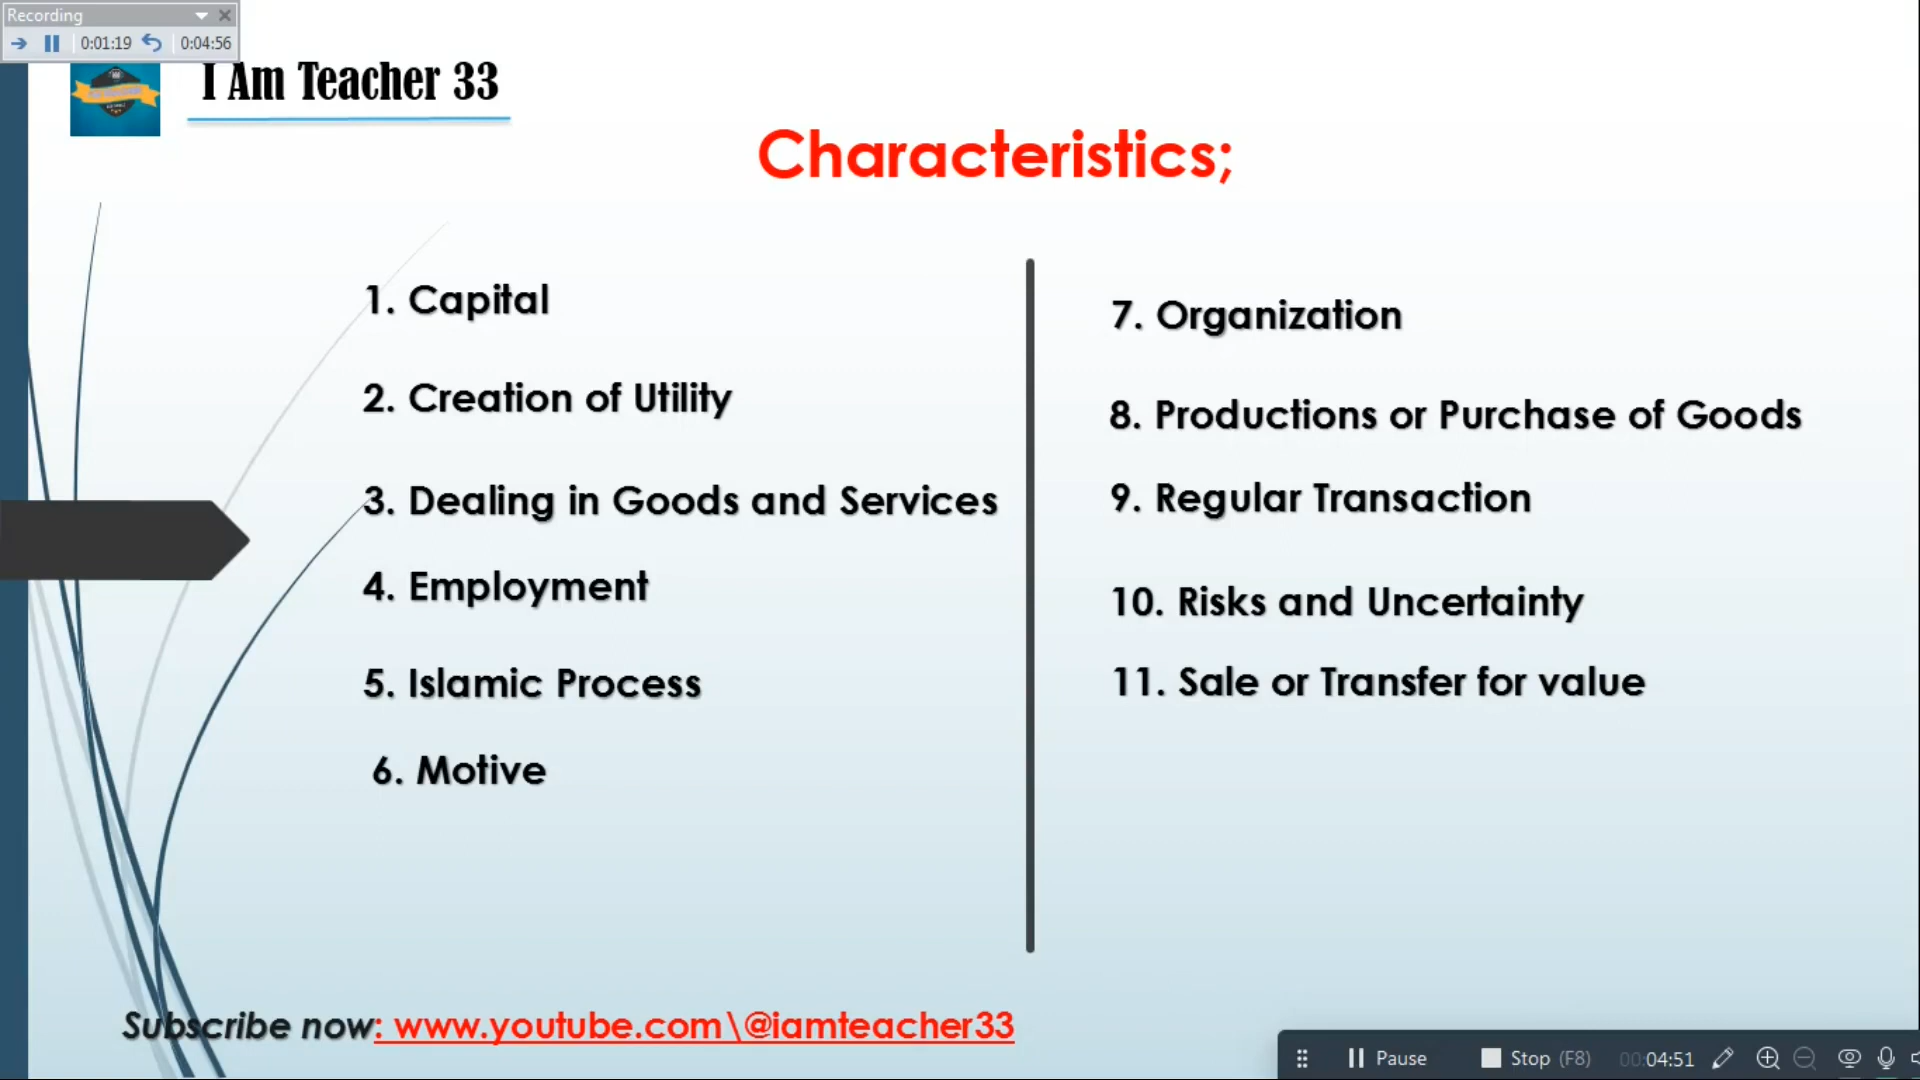 Recording
0:01:19 0:04:56
I Am Teacher 33
Characteristics;
1. Capital
2. Creation of Utility
3. Dealing in Goods and Services
4. Employment
5. Islamic Process
6. Motive
7. Organization
8. Productions or Purchase of Goods
9. Regular Transaction
10. Risks and Uncertainty
11. Sale or Transfer for value
Subscribe now: www.youtube.com\@iamteacher33
Pause Stop (F8) 00:04:51